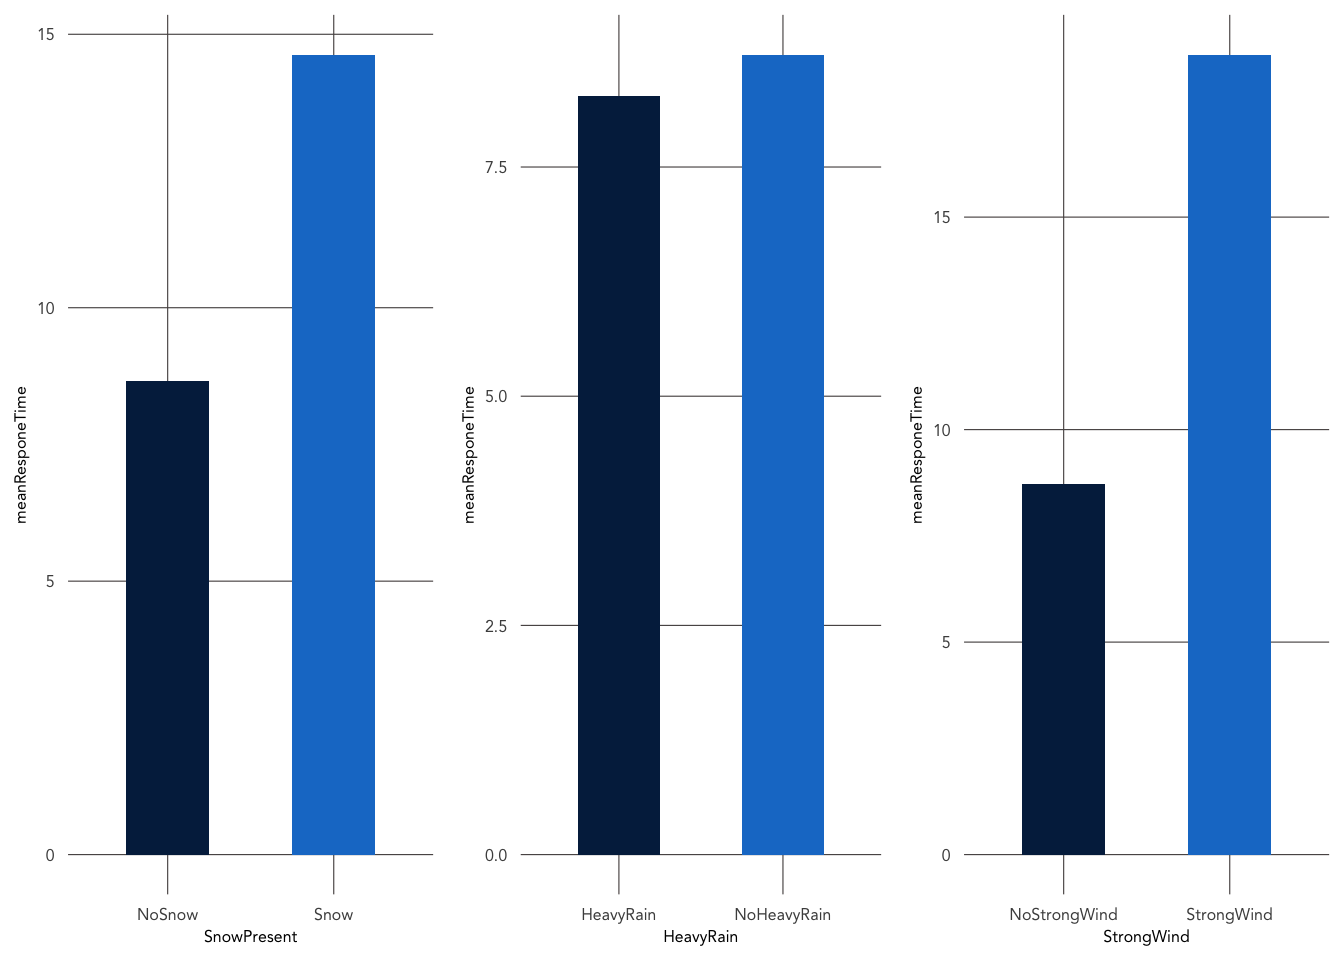 meanResponeTime
15
10
5
0
NoSnow Snow
SnowPresent
meanResponeTime
7.5
5.0
2.5
0.0
HeavyRain NoHeavyRain
HeavyRain
meanResponeTime
15
10
5
0
NoStrongWind StrongWind
StrongWind